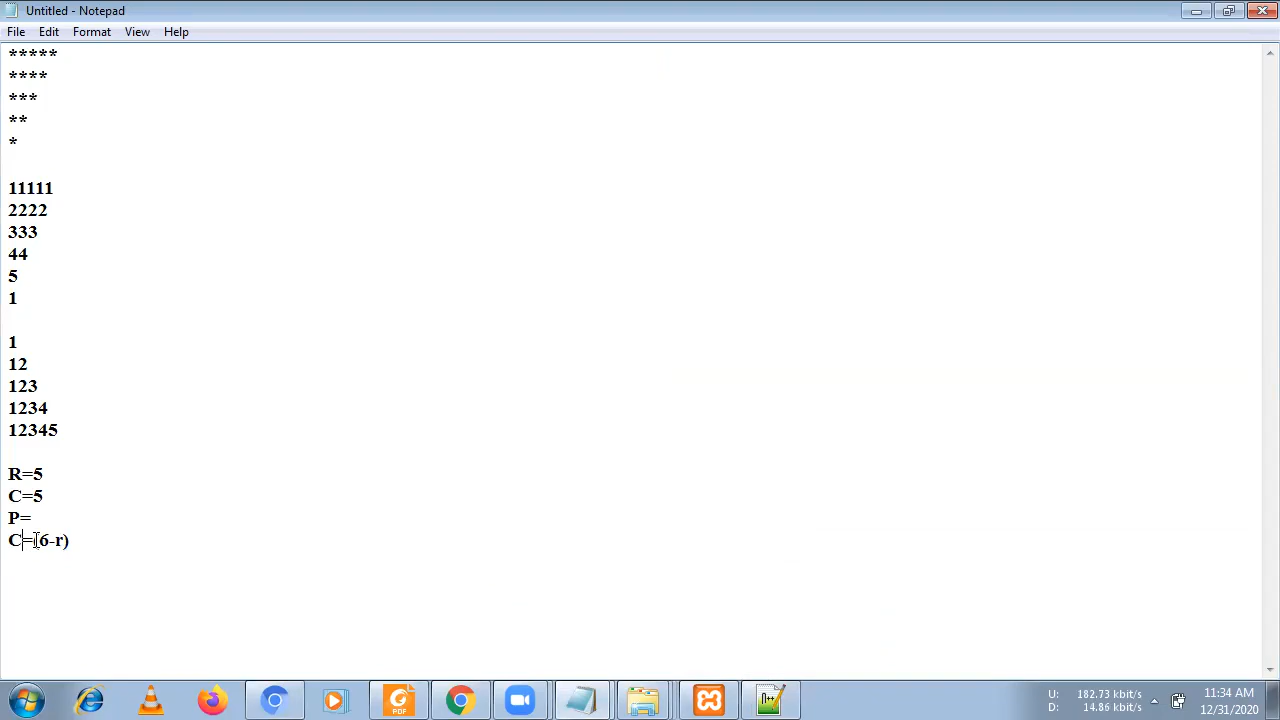 Untitled - Notepad
File Edit Format View Help
*****
****
***
**
*
11111
2222
333
44
5
1
1
12
123
1234
12345
R=5
C=5
P=
C=(6-r)
PDF
U: 182.73 kbit/s
D: 14.86 kbit/s
11:34 AM
12/31/2020